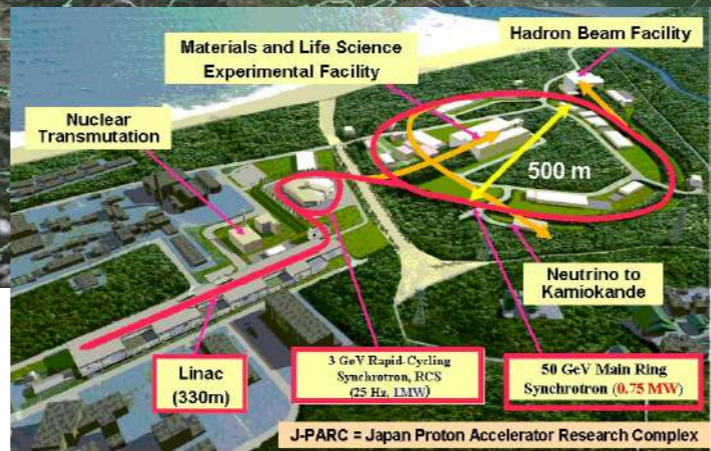 Hadron Beam Facility
Materials and Life Science
Experimental Facility
Nuclear
Transmutation
500 m
Neutrino to
Kamiokande
Linac
(330m)
3 GeV Rapid-Cycling
Synchrotron, RCS
(25 Hz, 1MW)
50 GeV Main Ring
Synchrotron (0.75 MW)
J-PARC = Japan Proton Accelerator Research Complex